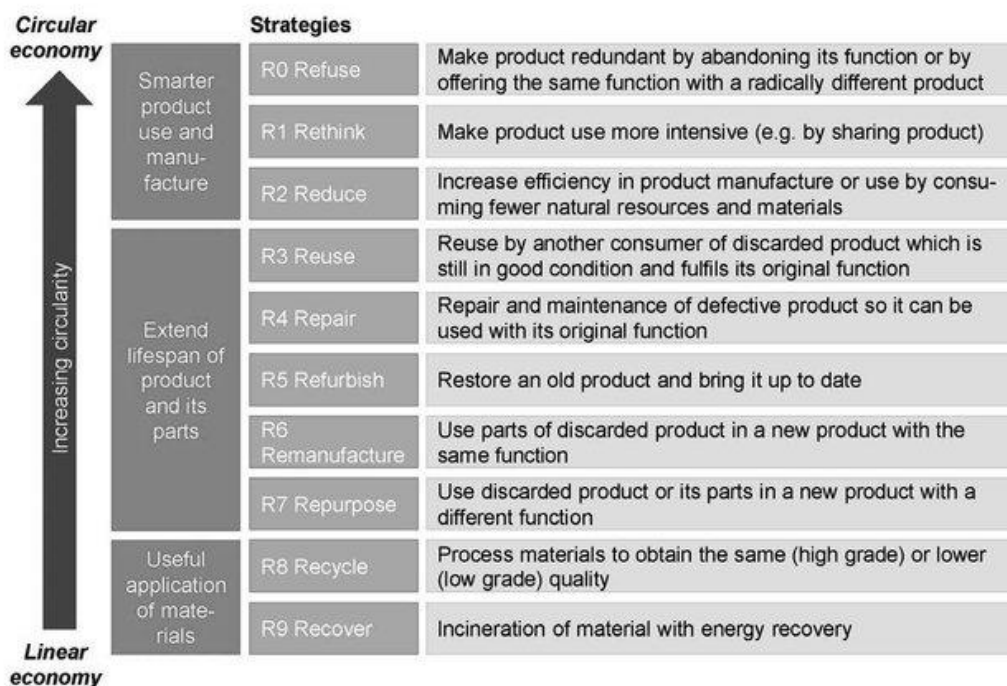 Circular
economy
Strategies
Increasing circularity
Smarter
product
use and
manu-
facture
R0 Refuse
Make product redundant by abandoning its function or by
offering the same function with a radically different product
R1 Rethink
Make product use more intensive (e.g. by sharing product)
R2 Reduce
Increase efficiency in product manufacture or use by consu-
ming fewer natural resources and materials
Extend
lifespan of
product
and its
parts
R3 Reuse
Reuse by another consumer of discarded product which is
still in good condition and fulfils its original function
R4 Repair
Repair and maintenance of defective product so it can be
used with its original function
R5 Refurbish
Restore an old product and bring it up to date
R6
Remanufacture
Use parts of discarded product in a new product with the
same function
R7 Repurpose
Use discarded product or its parts in a new product with a
different function
Useful
application
of mate-
rials
R8 Recycle
Process materials to obtain the same (high grade) or lower
(low grade) quality
R9 Recover
Incineration of material with energy recovery
Linear
economy